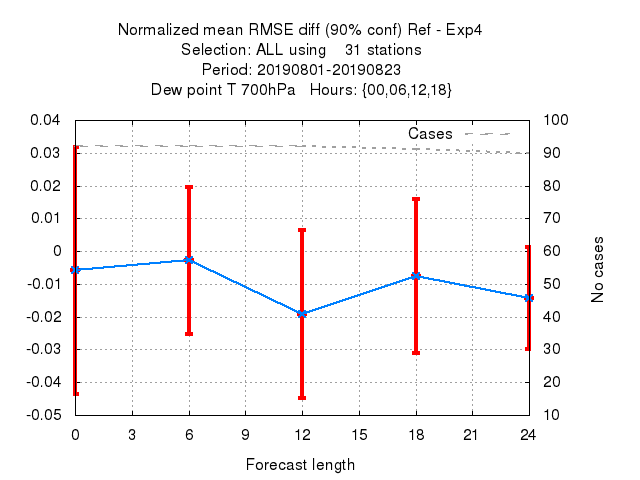 Normalized mean RMSE diff (90% conf) Ref - Exp4
Selection: ALL using    31 stations
Period: 20190801-20190823
Dew point T 700hPa   Hours: {00,06,12,18}
Cases
0.04
0.03
0.02
0.01
0
-0.01
-0.02
-0.03
-0.04
-0.05
100
90
80
70
60
50
40
30
20
10
No cases
0 3 6 9 12 15 18 21 24
Forecast length